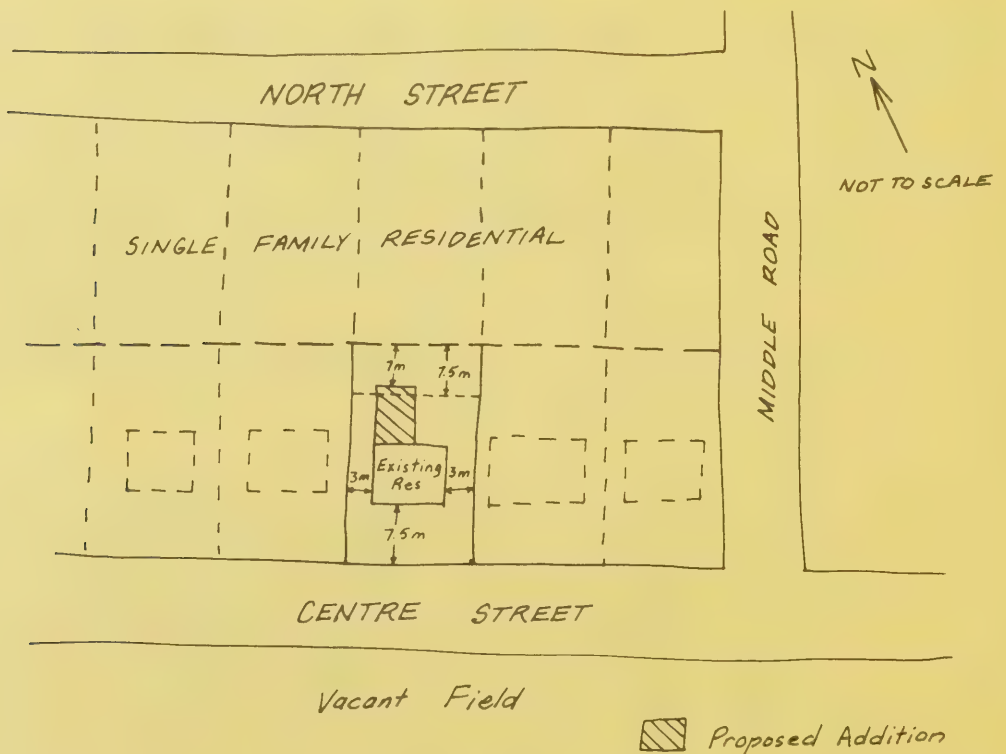 NORTH STREET
N
NOT TO SCALE
SINGLE FAMILY RESIDENTIAL
MIDDLE ROAD
7m
7.5m
3m
Existing
Res
3m
7.5m
CENTRE STREET
Vacant Field
Proposed Addition